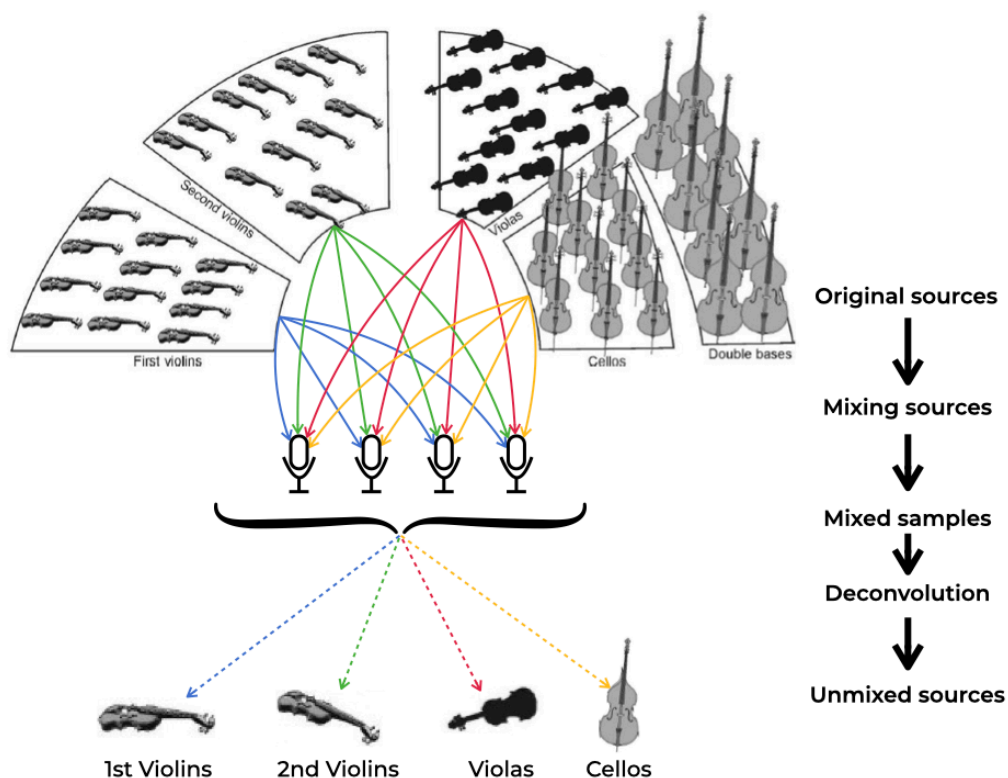 Second violins
Violas
First violins
Cellos
Double bases
Original sources
Mixing sources
Mixed samples
Deconvolution
Unmixed sources
1st Violins
2nd Violins
Violas
Cellos